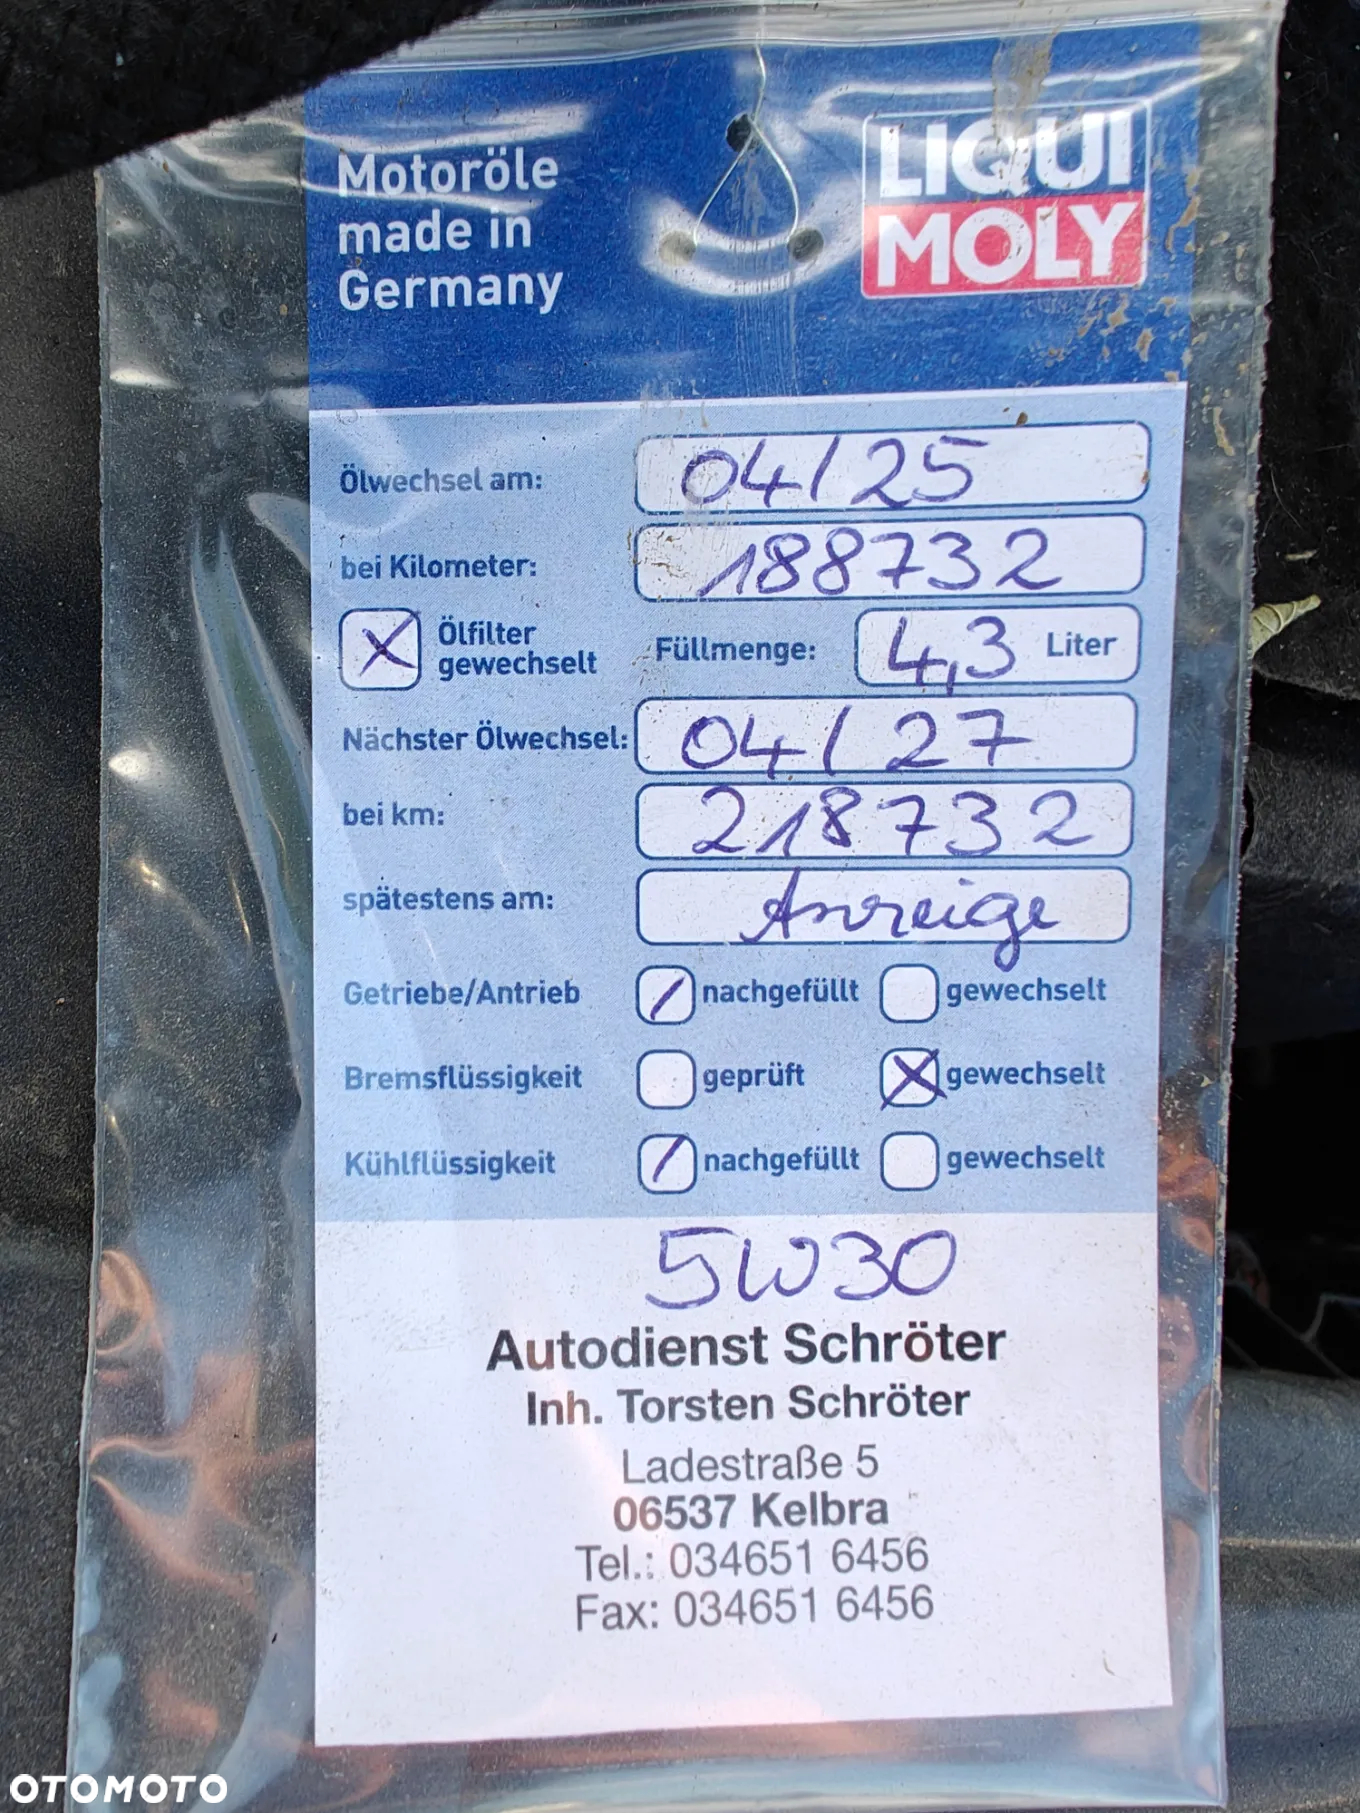 Motoröle
made in
Germany
LIQUI
MOLY
Ölwechsel am: 04/25
bei Kilometer: 188732
Ölfilter
gewechselt
Füllmenge: 4,3 Liter
Nächster Ölwechsel: 04/27
bei km: 218732
spätestens am: Anzeige
Getriebe/Antrieb nachgefüllt gewechselt
Bremsflüssigkeit geprüft gewechselt
Kühlflüssigkeit nachgefüllt gewechselt
5W30
Autodienst Schröter
Inh. Torsten Schröter
Ladestraße 5
06537 Kelbra
Tel.: 034651 6456
Fax: 034651 6456
OTOMOTO